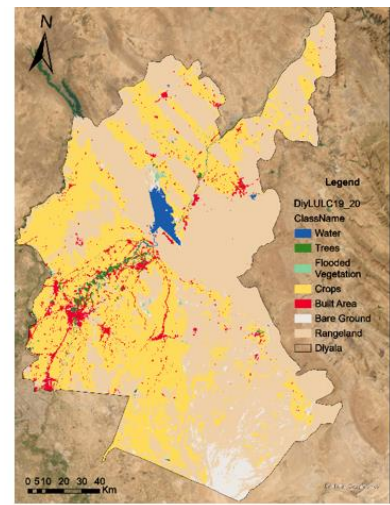 N
Legend
DiyLULC19_20
ClassName
Water
Trees
Flooded
Vegetation
Crops
Built Area
Bare Ground
Rangeland
Diyala
0 5 10 20 30 40
Km